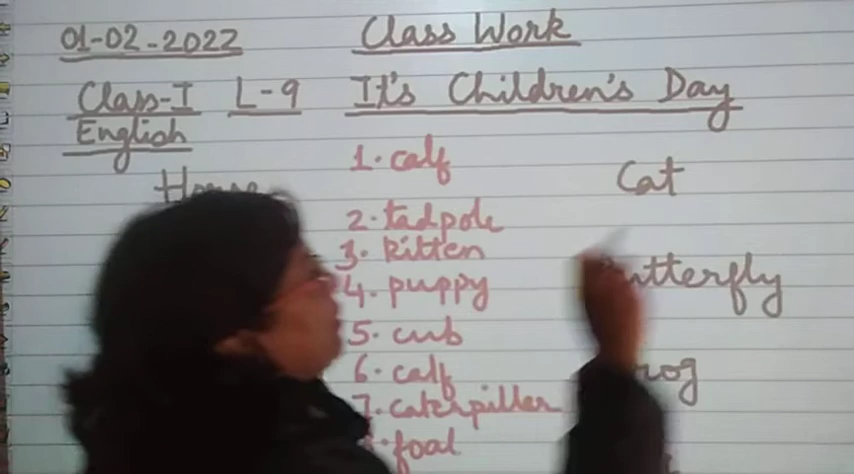 01-02-2022 Class Work
Class-I L-9 It's Children's Day
English
1. calf
Cat
2. tadpole
3. kitten
4. puppy
5. cub
6. calf
7. caterpiller
foal